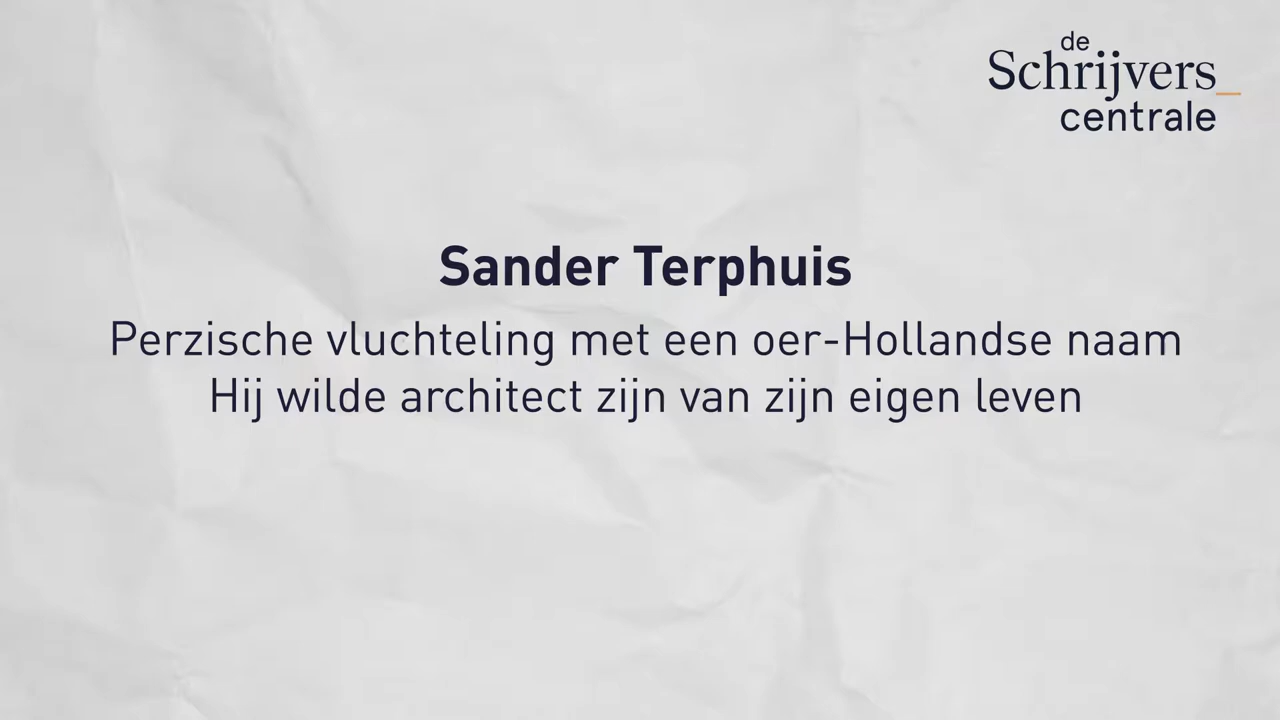 de
Schrijvers_
centrale
Sander Terphuis
Perzische vluchteling met een oer-Hollandse naam
Hij wilde architect zijn van zijn eigen leven